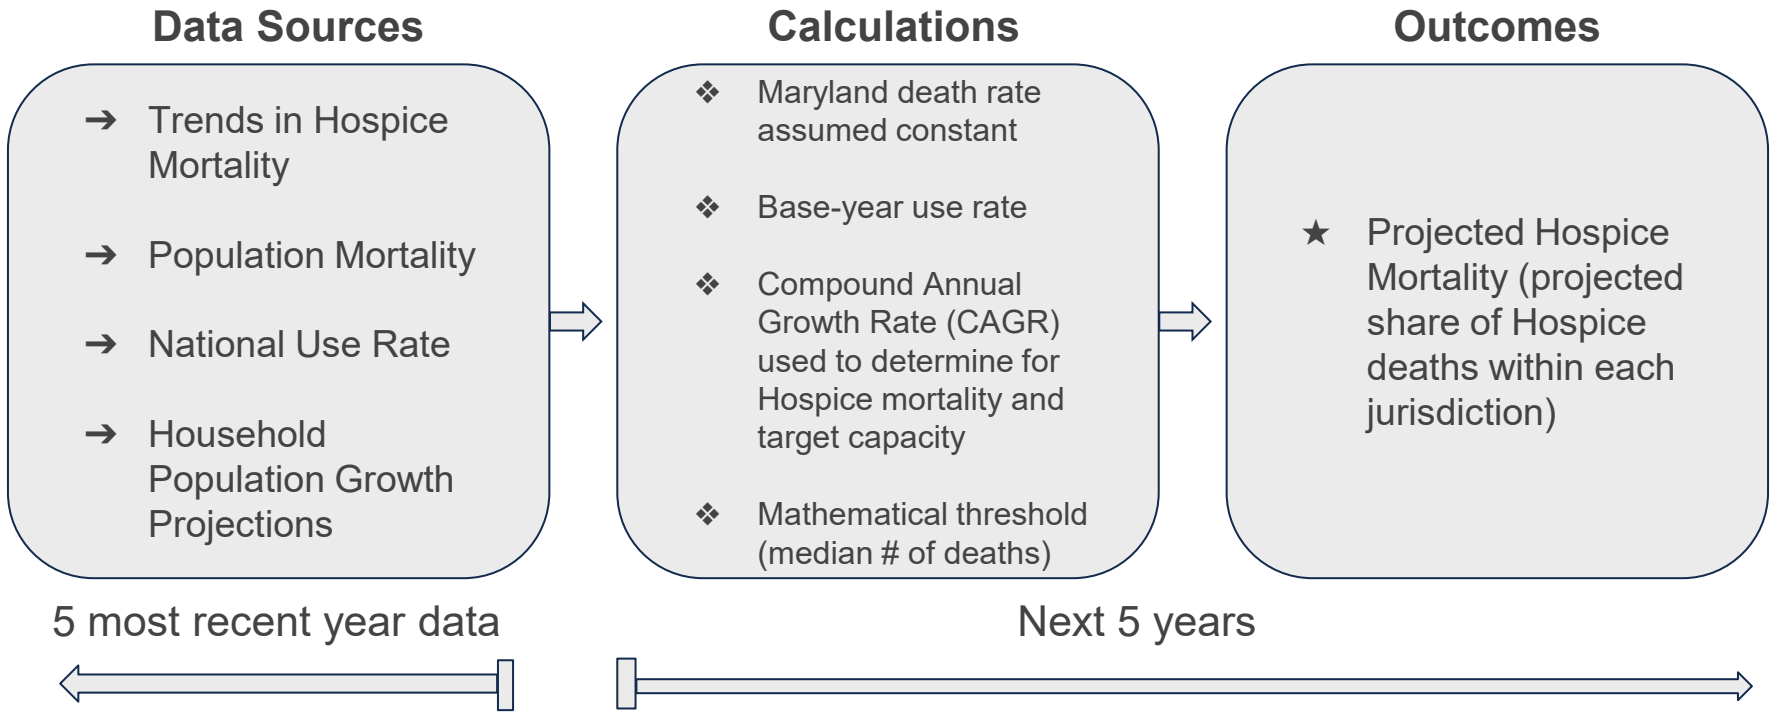 Data Sources
➔ Trends in Hospice
Mortality
➔ Population Mortality
➔ National Use Rate
➔ Household
Population Growth
Projections
Calculations
❖ Maryland death rate
assumed constant
❖ Base-year use rate
❖ Compound Annual
Growth Rate (CAGR)
used to determine for
Hospice mortality and
target capacity
❖ Mathematical threshold
(median # of deaths)
Outcomes
★ Projected Hospice
Mortality (projected
share of Hospice
deaths within each
jurisdiction)
5 most recent year data
Next 5 years